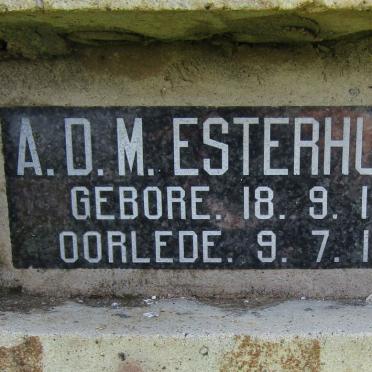 A. D. M. ESTERHU
GEBORE. 18. 9. 1
OORLEDE. 9. 7. 1